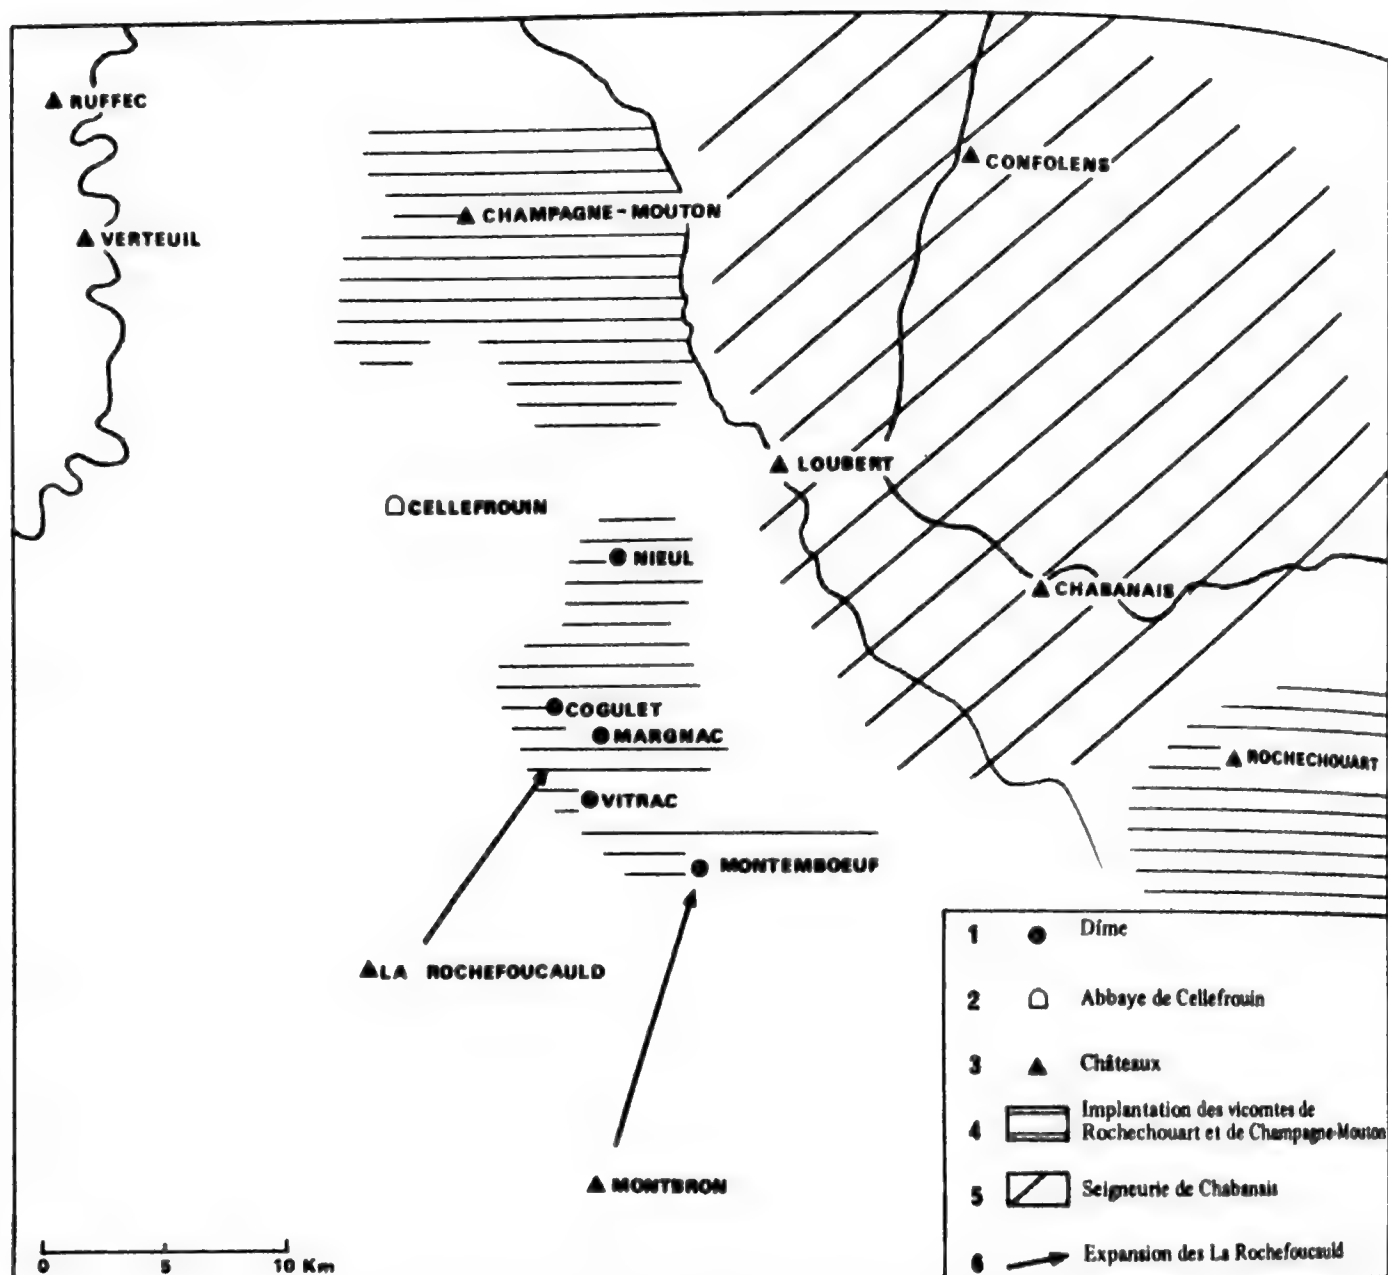 RUFFEC
CONFOLENS
CHAMPAGNE-MOUTON
VERTEUIL
LOUBERT
CELLEFROUIN
NIEUL
CHABANAIS
COGULET
MARGNAC
ROCHECHOUART
VITRAC
MONTEMBOEUF
LA ROCHEFOUCAULD
MONTBRON
0 5 10 Km
1 Dîme
2 Abbaye de Cellefrouin
3 Châteaux
4 Implantation des vicomtes de
Rochechouart et de Champagne-Mouton
5 Seigneurie de Chabanais
6 Expansion des La Rochefoucauld